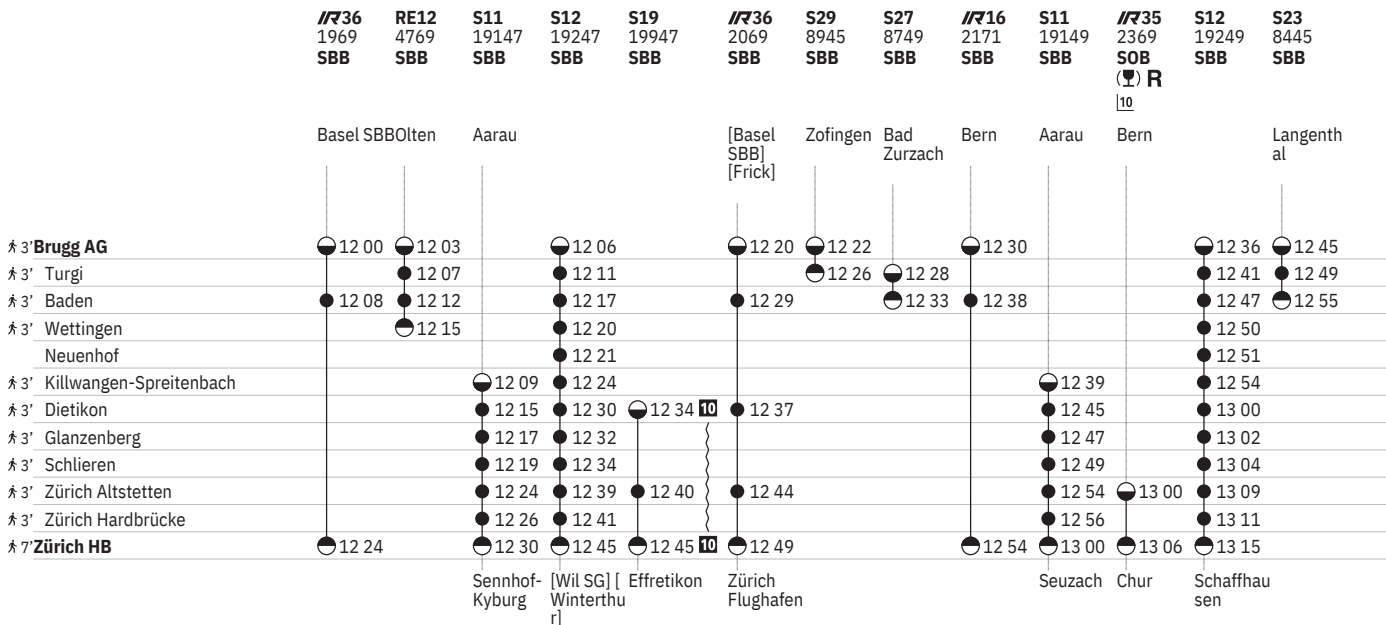 IR36 RE12 S11 S12 S19 IR36 S29 S27 IR16 S11 IR35 S12 S23
1969 4769 19147 19247 19947 2069 8945 8749 2171 19149 2369 19249 8445
SBB SBB SBB SBB SBB SBB SBB SBB SBB SBB SOB SBB SBB
R
10
Basel SBB Olten Aarau [Basel Zofingen Bad Bern Aarau Bern Langenth
SBB] Zurzach al
[Frick]
3' Brugg AG 12 00 12 03 12 06 12 20 12 22 12 30 12 36 12 45
3' Turgi 12 07 12 11 12 26 12 28 12 41 12 49
3' Baden 12 08 12 12 12 17 12 29 12 33 12 38 12 47 12 55
3' Wettingen 12 15 12 20 12 50
Neuenhof 12 21 12 51
3' Killwangen-Spreitenbach 12 09 12 24 12 39 12 54
3' Dietikon 12 15 12 30 12 34 10 12 37 12 45 13 00
3' Glanzenberg 12 17 12 32 12 47 13 02
3' Schlieren 12 19 12 34 12 49 13 04
3' Zürich Altstetten 12 24 12 39 12 40 12 44 12 54 13 00 13 09
3' Zürich Hardbrücke 12 26 12 41 12 56 13 11
7' Zürich HB 12 24 12 30 12 45 12 45 10 12 49 12 54 13 00 13 06 13 15
Sennhof- [Wil SG] [ Effretikon Zürich Seuzach Chur Schaffhau
Kyburg Winterthu Flughafen sen
r]